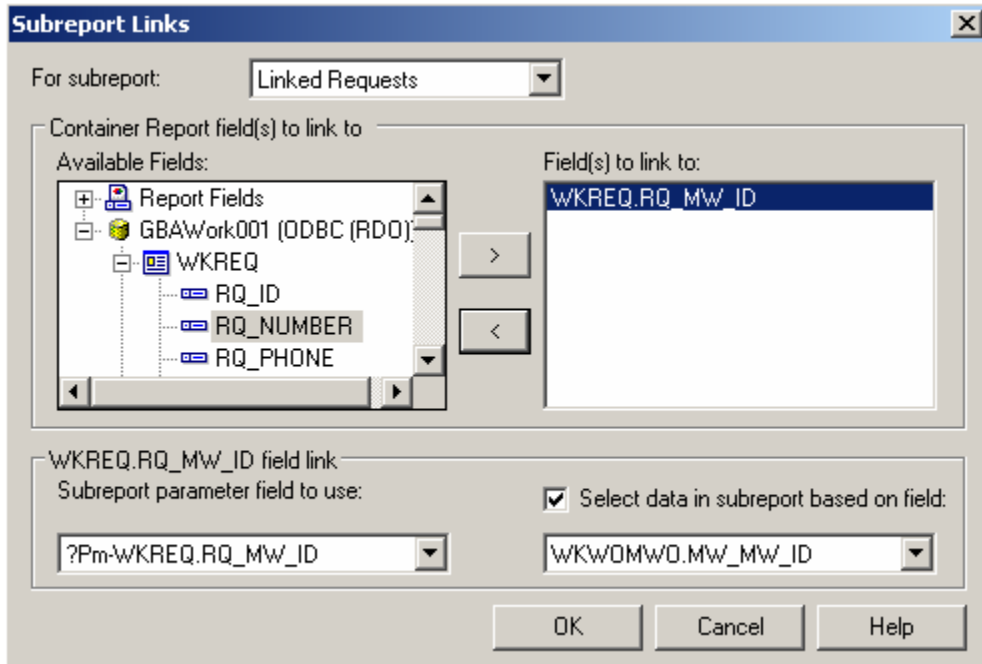 Subreport Links
For subreport:
Linked Requests
Container Report field(s) to link to
Available Fields:
Field(s) to link to:
Report Fields
GBAWork001 (ODBC (RDO))
WKREQ
RQ_ID
RQ_NUMBER
RQ_PHONE
>
<
WKREQ.RQ_MW_ID
WKREQ.RQ_MW_ID field link
Subreport parameter field to use:
Select data in subreport based on field:
?Pm-WKREQ.RQ_MW_ID
WKWOMWO.MW_MW_ID
OK Cancel Help